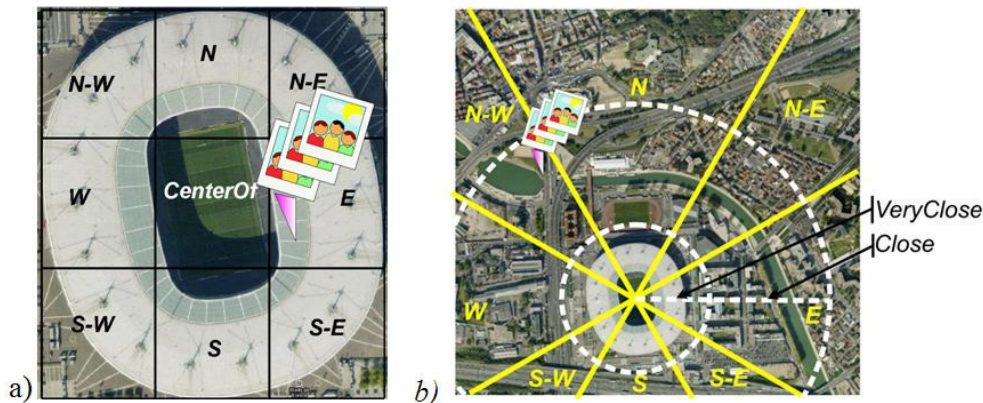 N-W
N
N-E
W
CenterOf
E
S-W
S
S-E
a)
N-W
N
N-E
VeryClose
Close
W
E
S-W
S
S-E
b)